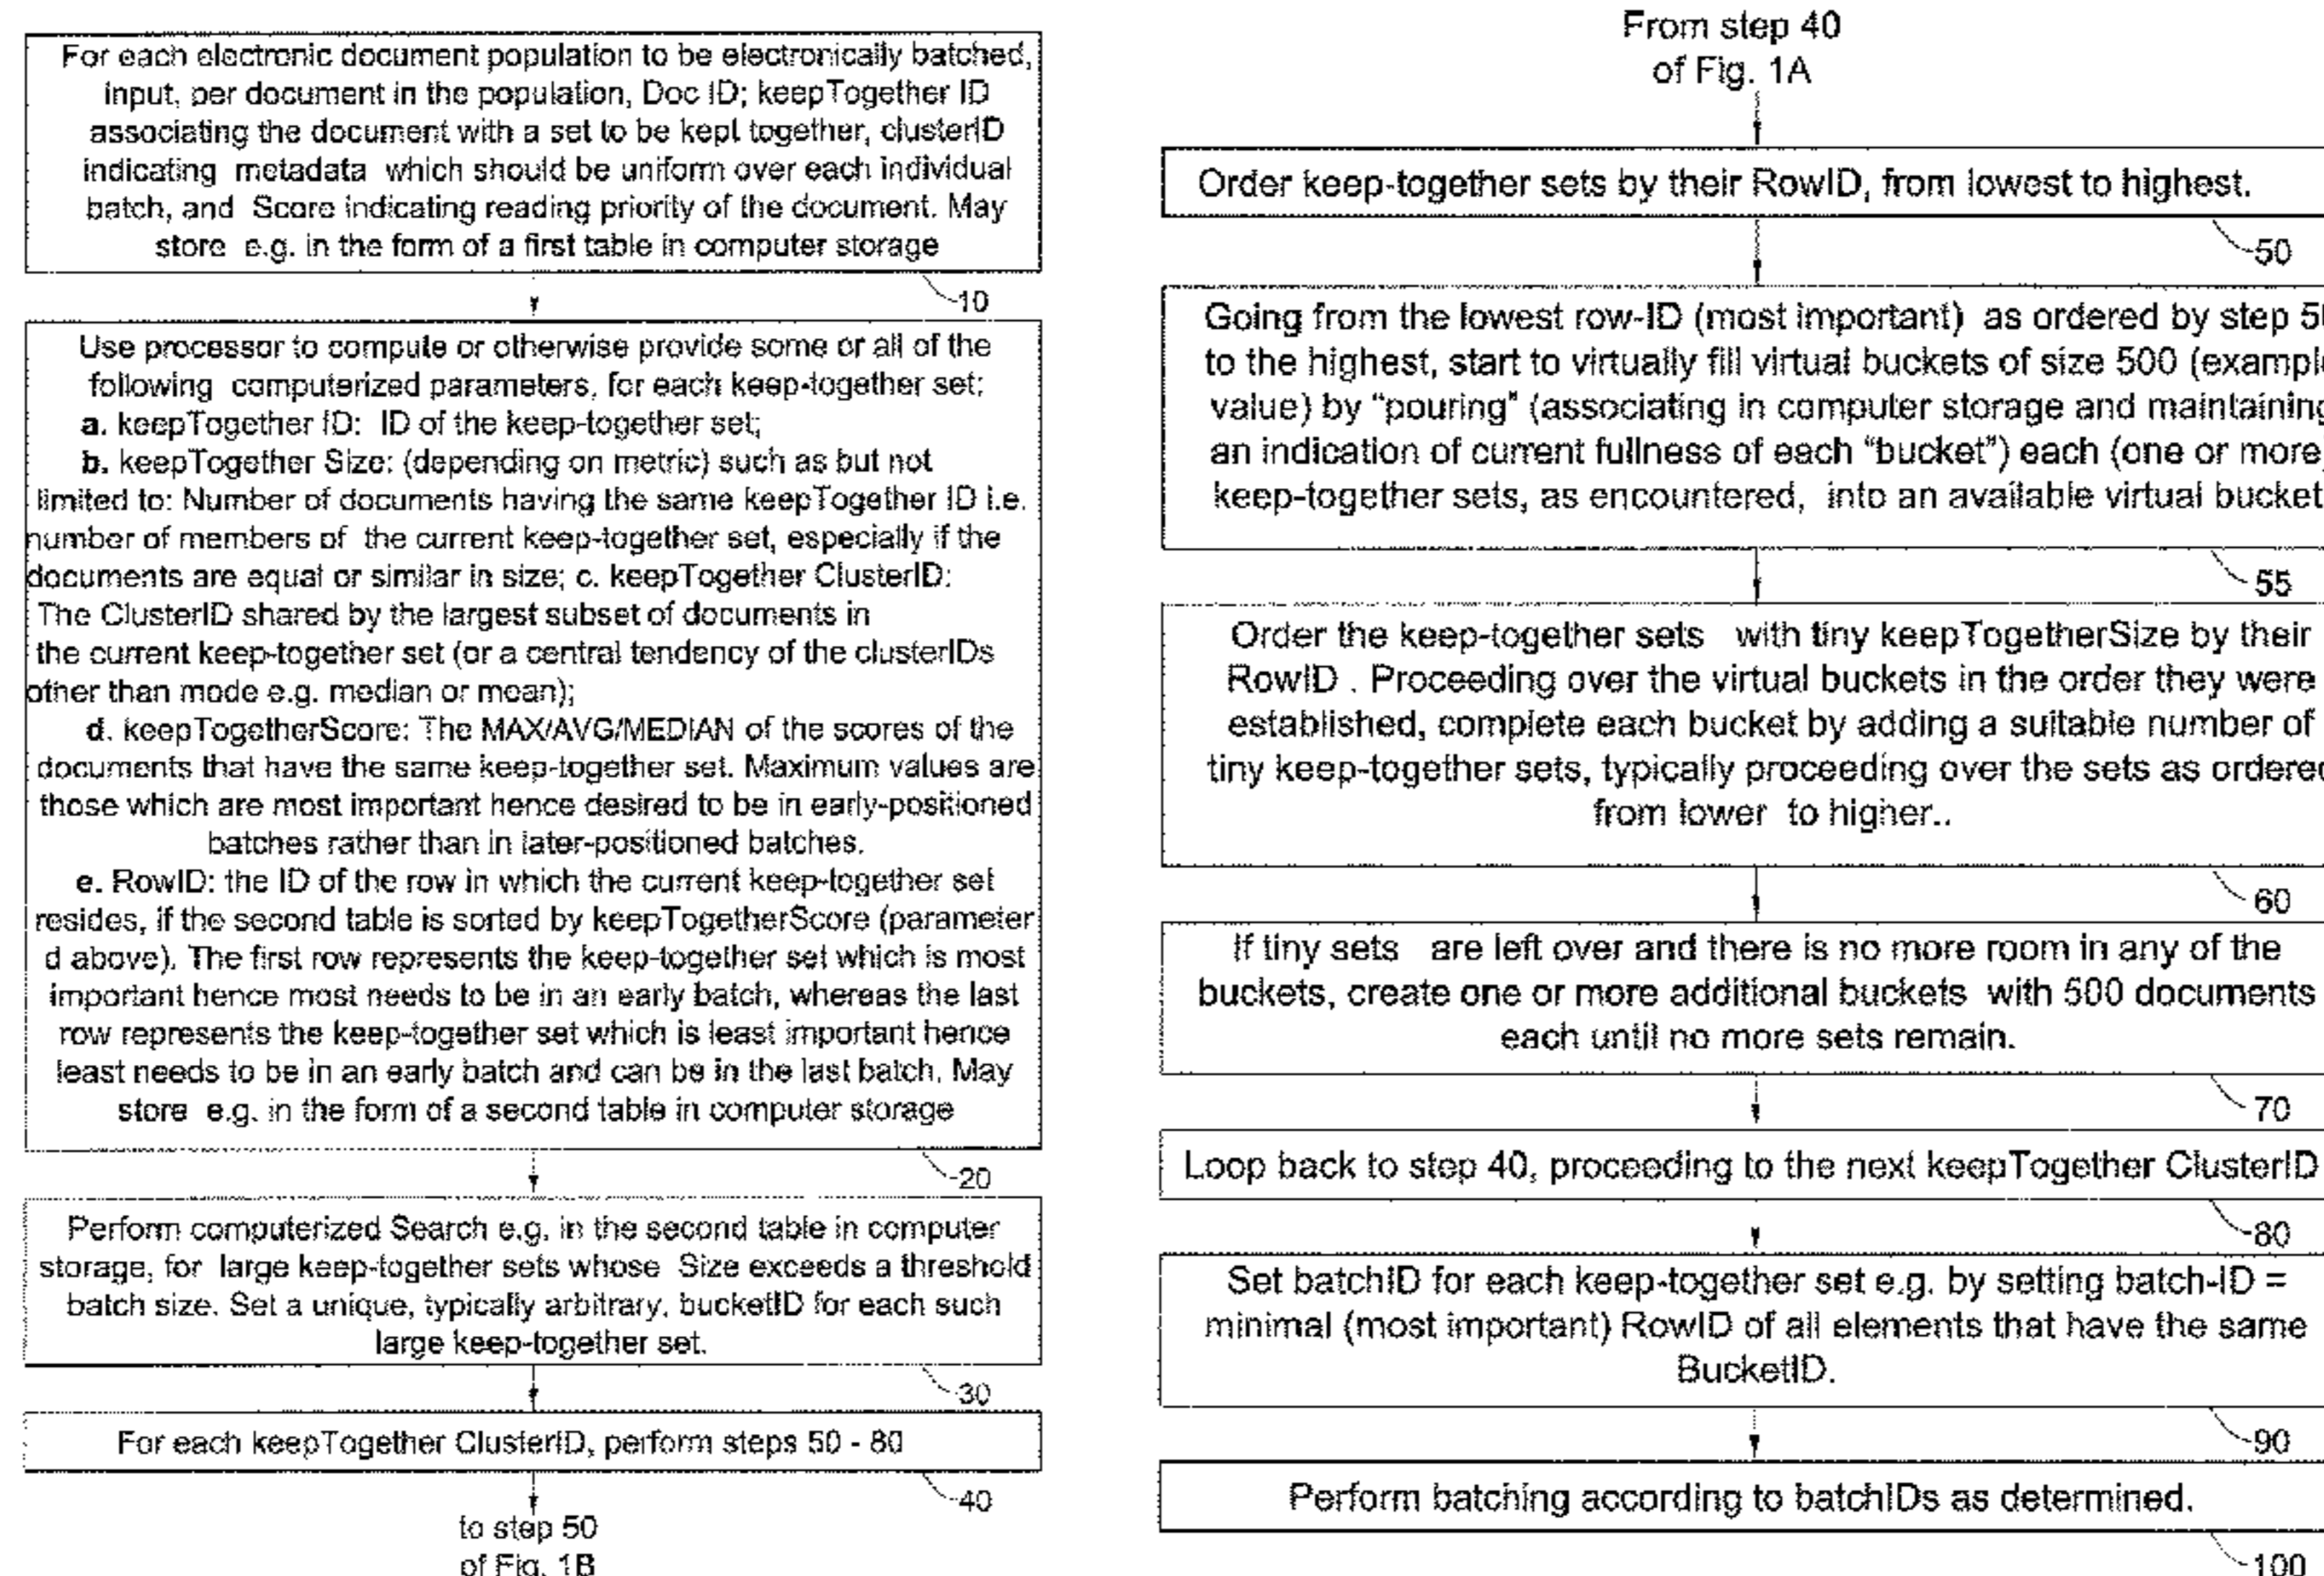 For each electronic document population to be electronically batched,
input, per document in the population, Doc ID; keepTogether ID
associating the document with a set to be kept together, clusterID
indicating metadata which should be uniform over each individual
batch, and Score indicating reading priority of the document. May
store e.g. in the form of a first table in computer storage
10
Use processor to compute or otherwise provide some or all of the
following computerized parameters, for each keep-together set;
a. keepTogether ID: ID of the keep-together set;
b. keepTogether Size: (depending on metric) such as but not
limited to: Number of documents having the same keepTogether ID i.e.
number of members of the current keep-together set, especially if the
documents are equal or similar in size; c. keepTogether ClusterID:
The ClusterID shared by the largest subset of documents in
the current keep-together set (or a central tendency of the clusterIDs
other than mode e.g. median or mean);
d. keepTogetherScore: The MAX/AVG/MEDIAN of the scores of the
documents that have the same keep-together set. Maximum values are
those which are most important hence desired to be in early-positioned
batches rather than in later-positioned batches.
e. RowID: the ID of the row in which the current keep-together set
resides, if the second table is sorted by keepTogetherScore (parameter
d above). The first row represents the keep-together set which is most
important hence most needs to be in an early batch, whereas the last
row represents the keep-together set which is least important hence
least needs to be in an early batch and can be in the last batch. May
store e.g. in the form of a second table in computer storage
20
Perform computerized Search e.g. in the second table in computer
storage, for large keep-together sets whose Size exceeds a threshold
batch size. Set a unique, typically arbitrary, bucketID for each such
large keep-together set.
30
For each keepTogether ClusterID, perform steps 50 - 80
40
to step 50
of Fig. 1B
From step 40
of Fig. 1A
Order keep-together sets by their RowID, from lowest to highest.
50
Going from the lowest row-ID (most important) as ordered by step 5
to the highest, start to virtually fill virtual buckets of size 500 (example
value) by "pouring" (associating in computer storage and maintaining
an indication of current fullness of each "bucket") each (one or more
keep-together sets, as encountered, into an available virtual bucket
55
Order the keep-together sets with tiny keepTogetherSize by their
RowID . Proceeding over the virtual buckets in the order they were
established, complete each bucket by adding a suitable number of
tiny keep-together sets, typically proceeding over the sets as ordered
from lower to higher..
60
If tiny sets are left over and there is no more room in any of the
buckets, create one or more additional buckets with 500 documents
each until no more sets remain.
70
Loop back to step 40, proceeding to the next keepTogether ClusterID
80
Set batchID for each keep-together set e.g. by setting batch-ID =
minimal (most important) RowID of all elements that have the same
BucketID.
90
Perform batching according to batchIDs as determined.
100